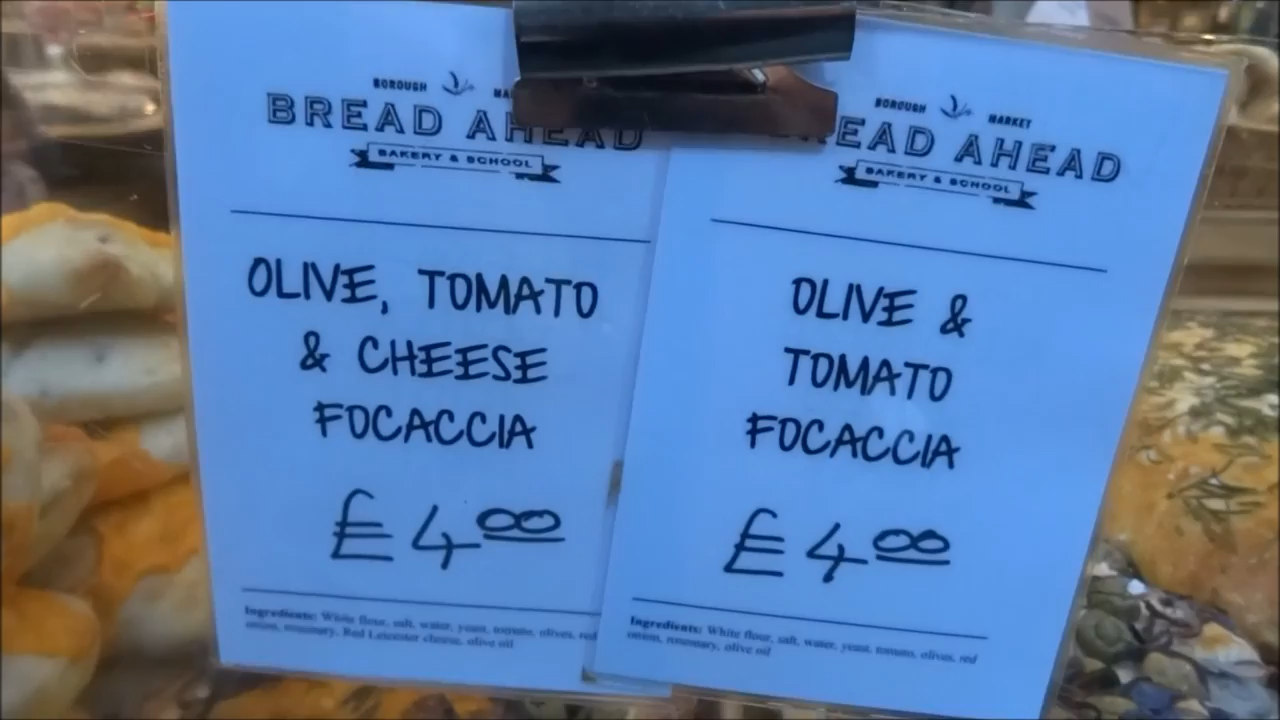 BOROUGH
BREAD AHEAD
BAKERY & SCHOOL
OLIVE, TOMATO
& CHEESE
FOCACCIA
£4.00
Ingredients: White flour, salt, water, yeast, tomato, olives, red
onion, rosemary, Red Leicester cheese, olive oil
BOROUGH MARKET
BREAD AHEAD
BAKERY & SCHOOL
OLIVE &
TOMATO
FOCACCIA
£4.00
Ingredients: White flour, salt, water, yeast, tomato, olives, red
onion, rosemary, olive oil